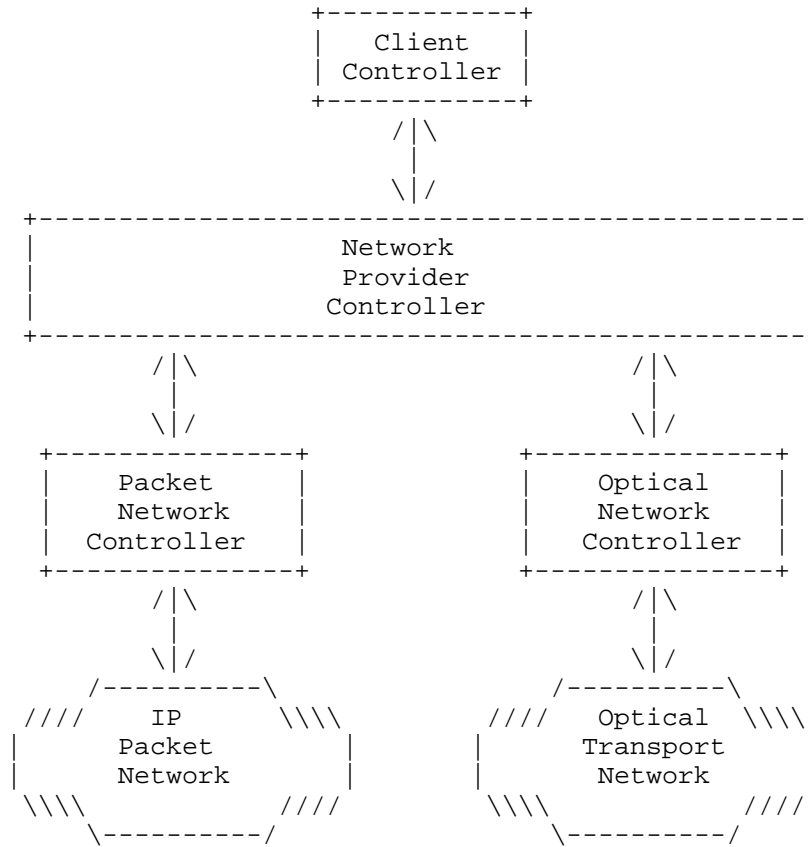 Client
Controller
Network
Provider
Controller
Packet
Network
Controller
Optical
Network
Controller
IP
Packet
Network
Optical
Transport
Network